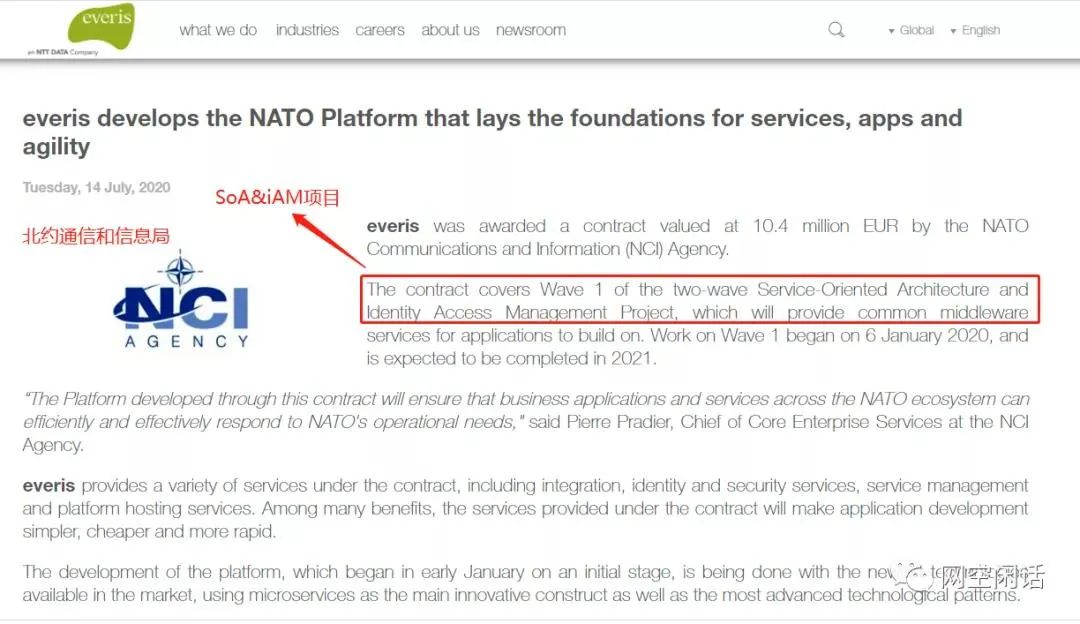 everis
an NTT DATA Company
what we do industries careers about us newsroom
Global English
everis develops the NATO Platform that lays the foundations for services, apps and
agility
Tuesday, 14 July, 2020
SoA&iAM项目
北约通信和信息局
NCI
AGENCY
everis was awarded a contract valued at 10.4 million EUR by the NATO
Communications and Information (NCI) Agency.
The contract covers Wave 1 of the two-wave Service-Oriented Architecture and
Identity Access Management Project, which will provide common middleware
services for applications to build on. Work on Wave 1 began on 6 January 2020, and
is expected to be completed in 2021.
“The Platform developed through this contract will ensure that business applications and services across the NATO ecosystem can
efficiently and effectively respond to NATO's operational needs," said Pierre Pradier, Chief of Core Enterprise Services at the NCI
Agency.
everis provides a variety of services under the contract, including integration, identity and security services, service management
and platform hosting services. Among many benefits, the services provided under the contract will make application development
simpler, cheaper and more rapid.
The development of the platform, which began in early January on an initial stage, is being done with the
available in the market, using microservices as the main innovative construct as well as the most advanced technological patterns.
网空闲话